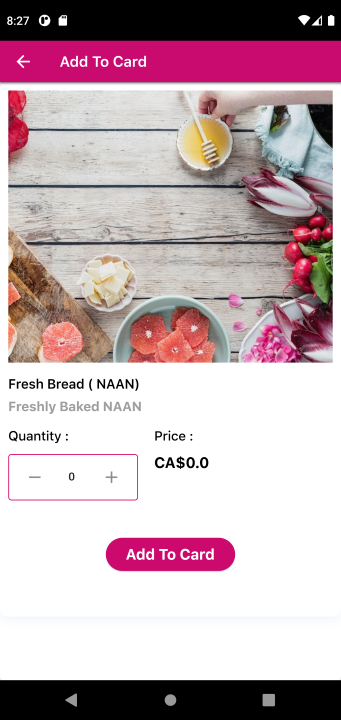 8:27
Add To Card
Fresh Bread ( NAAN)
Freshly Baked NAAN
Quantity :
Price :
0
CA$0.0
Add To Card